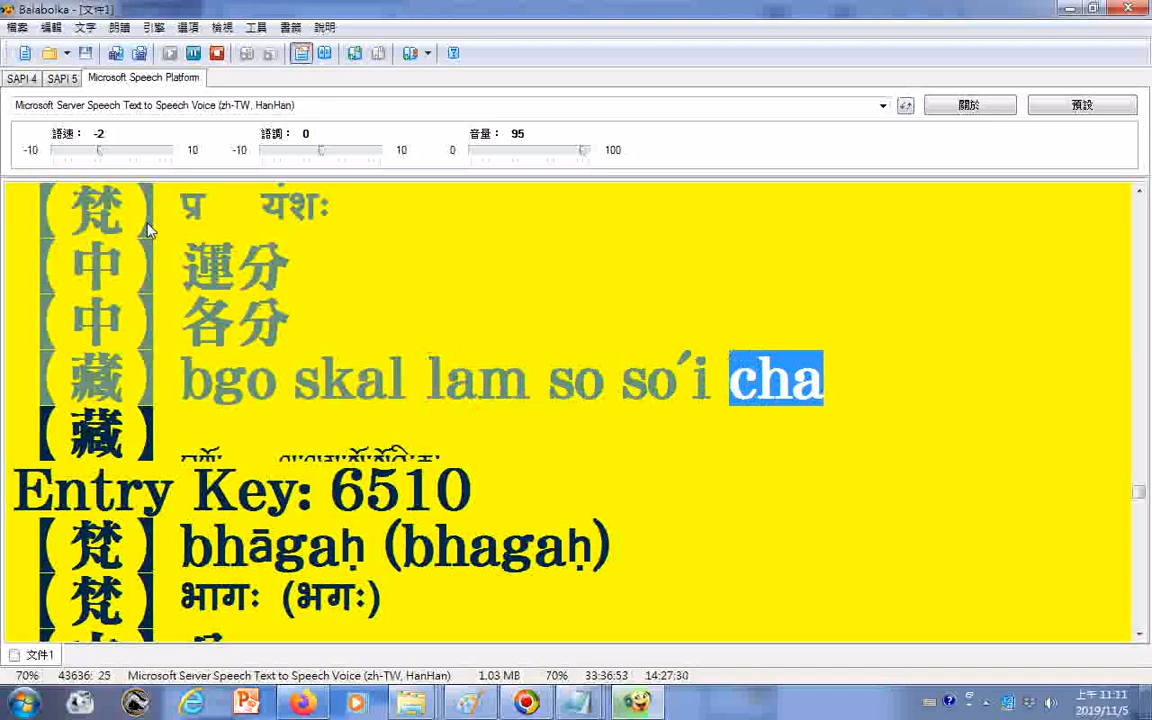 Balabolka - [文件1]
檔案 編輯 文字 朗讀 引擎 選項 檢視 工具 書籤 說明
SAPI 4 SAPI 5 Microsoft Speech Platform
Microsoft Server Speech Text to Speech Voice (zh-TW, HanHan) 關於 預設
語速： -2 語調： 0 音量： 95
-10 10 -10 10 0 100
【梵】 प्र यंशः
【中】 運分
【中】 各分
【藏】 bgo skal lam so so´i cha
【藏】
Entry Key: 6510
【梵】 bhāgaḥ (bhagaḥ)
【梵】 भागः (भगः)
文件1
70% 43636: 25 Microsoft Server Speech Text to Speech Voice (zh-TW, HanHan) 1.03 MB 70% 33:36:53 14:27:30
上午 11:11
2019/11/5